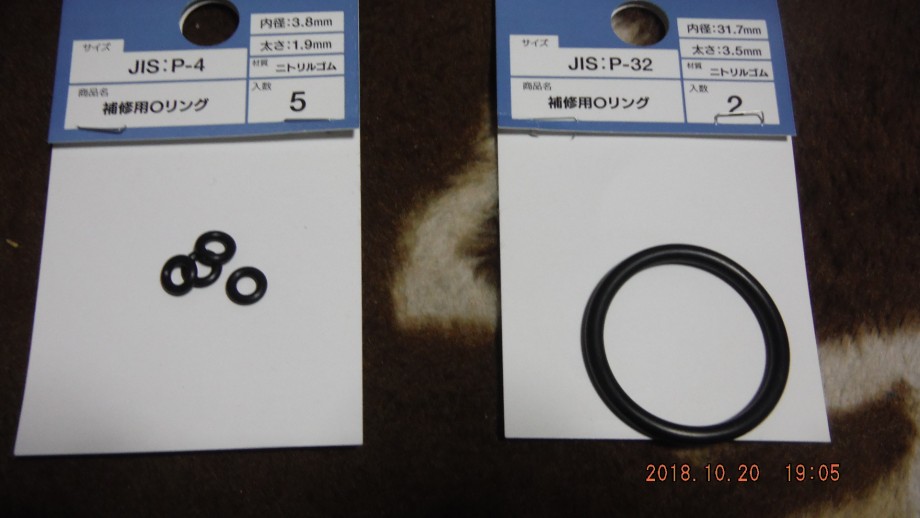 サイズ
JIS:P-4
内径:3.8mm
太さ:1.9mm
材質 ニトリルゴム
商品名
補修用Oリング
入数
5
サイズ
JIS:P-32
内径:31.7mm
太さ:3.5mm
材質 ニトリルゴム
商品名
補修用Oリング
入数
2
2018.10.20 19:05